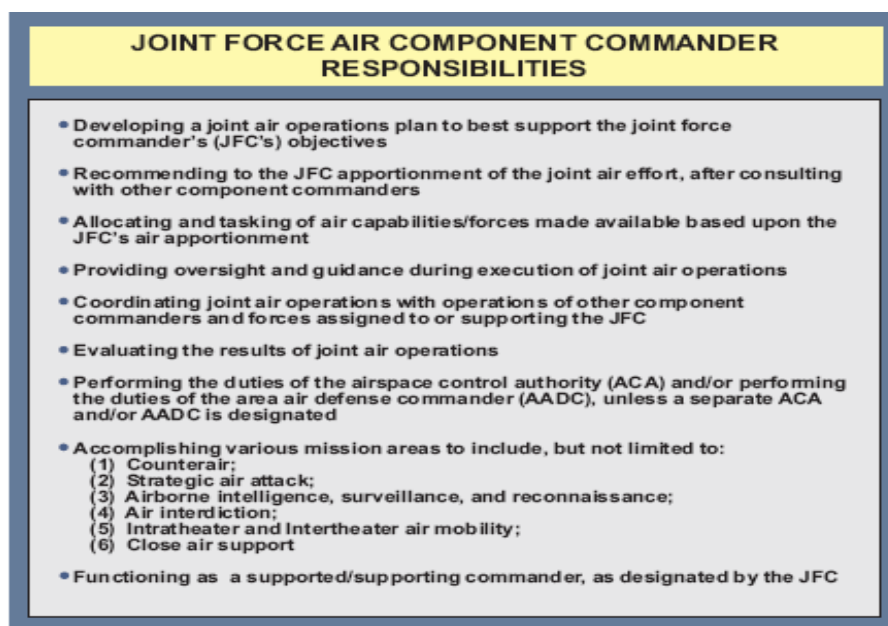 JOINT FORCE AIR COMPONENT COMMANDER
RESPONSIBILITIES
• Developing a joint air operations plan to best support the joint force
commander's (JFC's) objectives
• Recommending to the JFC apportionment of the joint air effort, after consulting
with other component commanders
• Allocating and tasking of air capabilities/forces made available based upon the
JFC's air apportionment
• Providing oversight and guidance during execution of joint air operations
• Coordinating joint air operations with operations of other component
commanders and forces assigned to or supporting the JFC
• Evaluating the results of joint air operations
• Performing the duties of the airspace control authority (ACA) and/or performing
the duties of the area air defense commander (AADC), unless a separate ACA
and/or AADC is designated
• Accomplishing various mission areas to include, but not limited to:
(1) Counterair;
(2) Strategic air attack;
(3) Airborne intelligence, surveillance, and reconnaissance;
(4) Air interdiction;
(5) Intratheater and Intertheater air mobility;
(6) Close air support
• Functioning as a supported/supporting commander, as designated by the JFC